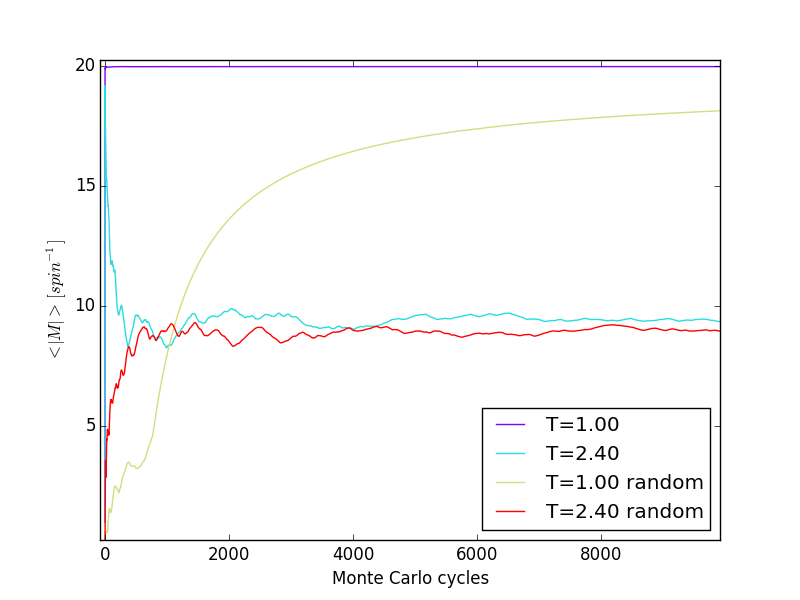 20
15
10
5
< |M| > [spin⁻¹]
0 2000 4000 6000 8000
Monte Carlo cycles
T=1.00
T=2.40
T=1.00 random
T=2.40 random